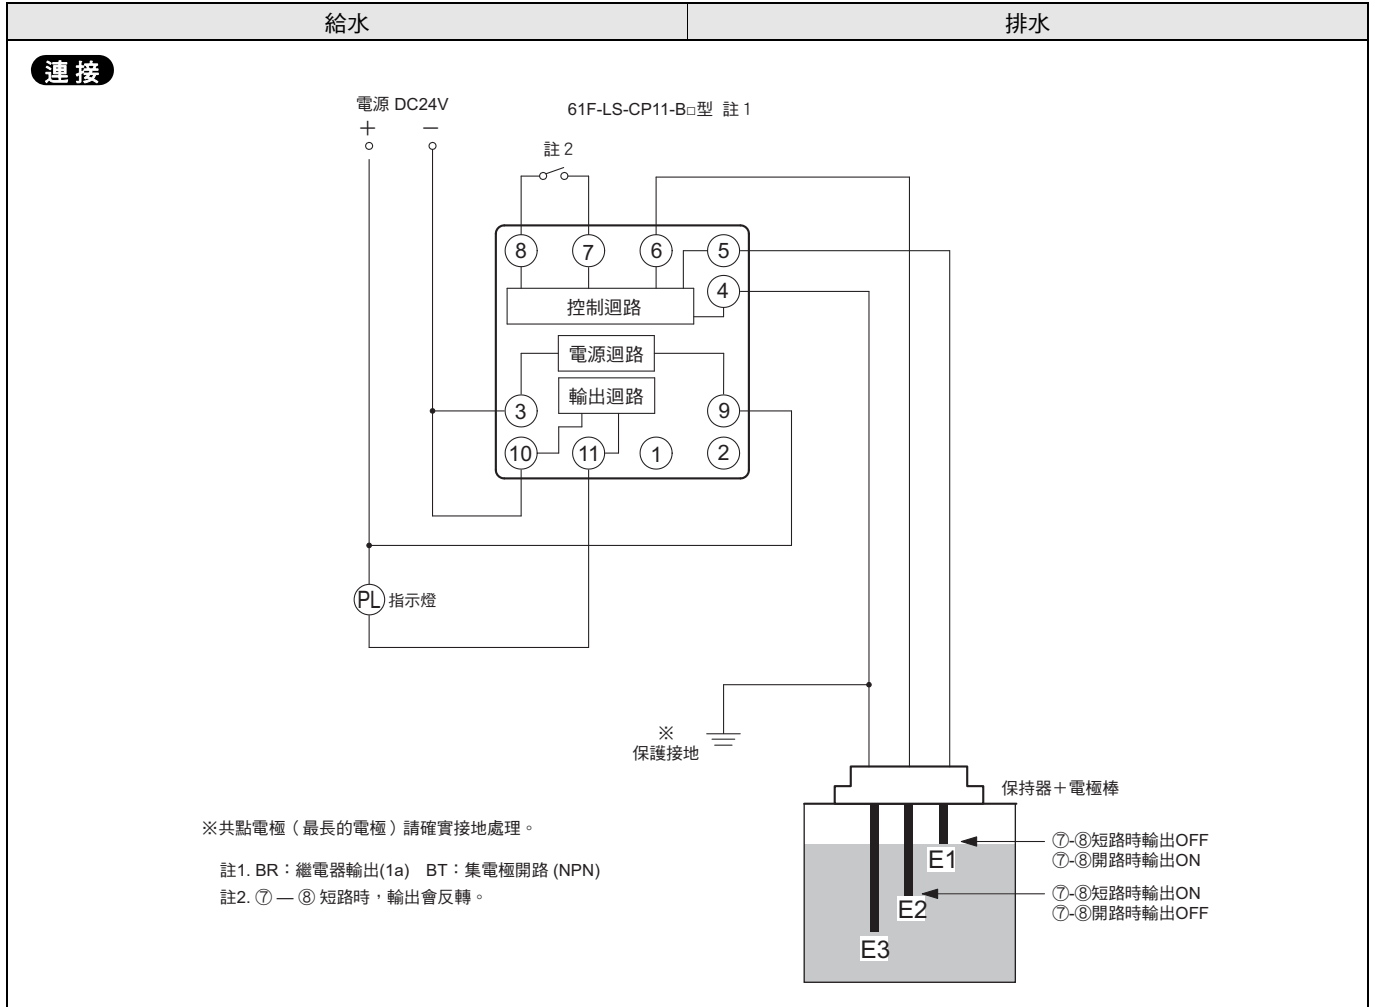 給水
排水
連接
電源 DC24V
＋ －
61F-LS-CP11-B□型 註1
註2
8 7 6 5
4
控制迴路
電源迴路
輸出迴路
3 9
10 11 1 2
PL 指示燈
※
保護接地
保持器＋電極棒
※共點電極（最長的電極）請確實接地處理。
註1. BR：繼電器輸出(1a) BT：集電極開路 (NPN)
註2. ⑦ — ⑧ 短路時，輸出會反轉。
E1
E2
E3
⑦-⑧短路時輸出OFF
⑦-⑧開路時輸出ON
⑦-⑧短路時輸出ON
⑦-⑧開路時輸出OFF